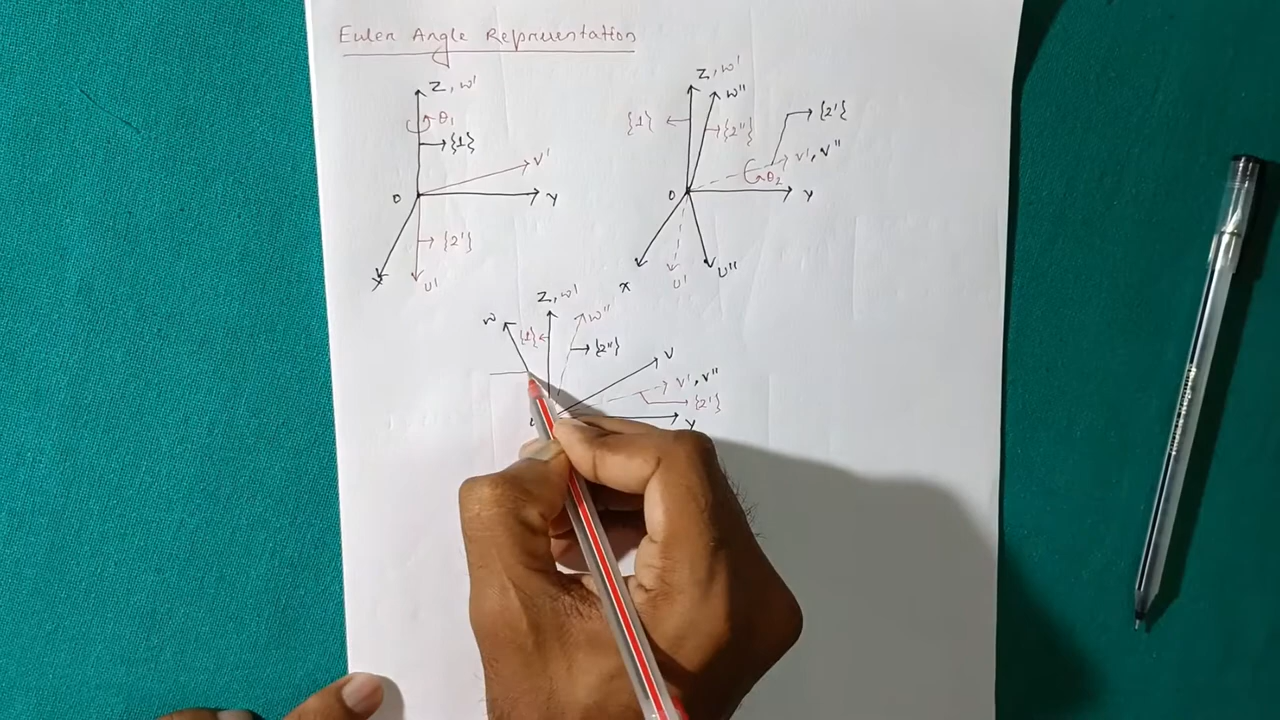 Euler Angle Representation
Z, w'
θ1
{1}
v'
O
Y
{2'}
X
U'
Z, w'
w''
{1}
{2''}
{2'}
v', v''
θ2
O
Y
X
U'
U''
Z, w'
w
w''
{1}
{2''}
v
v', v''
{2'}
Y